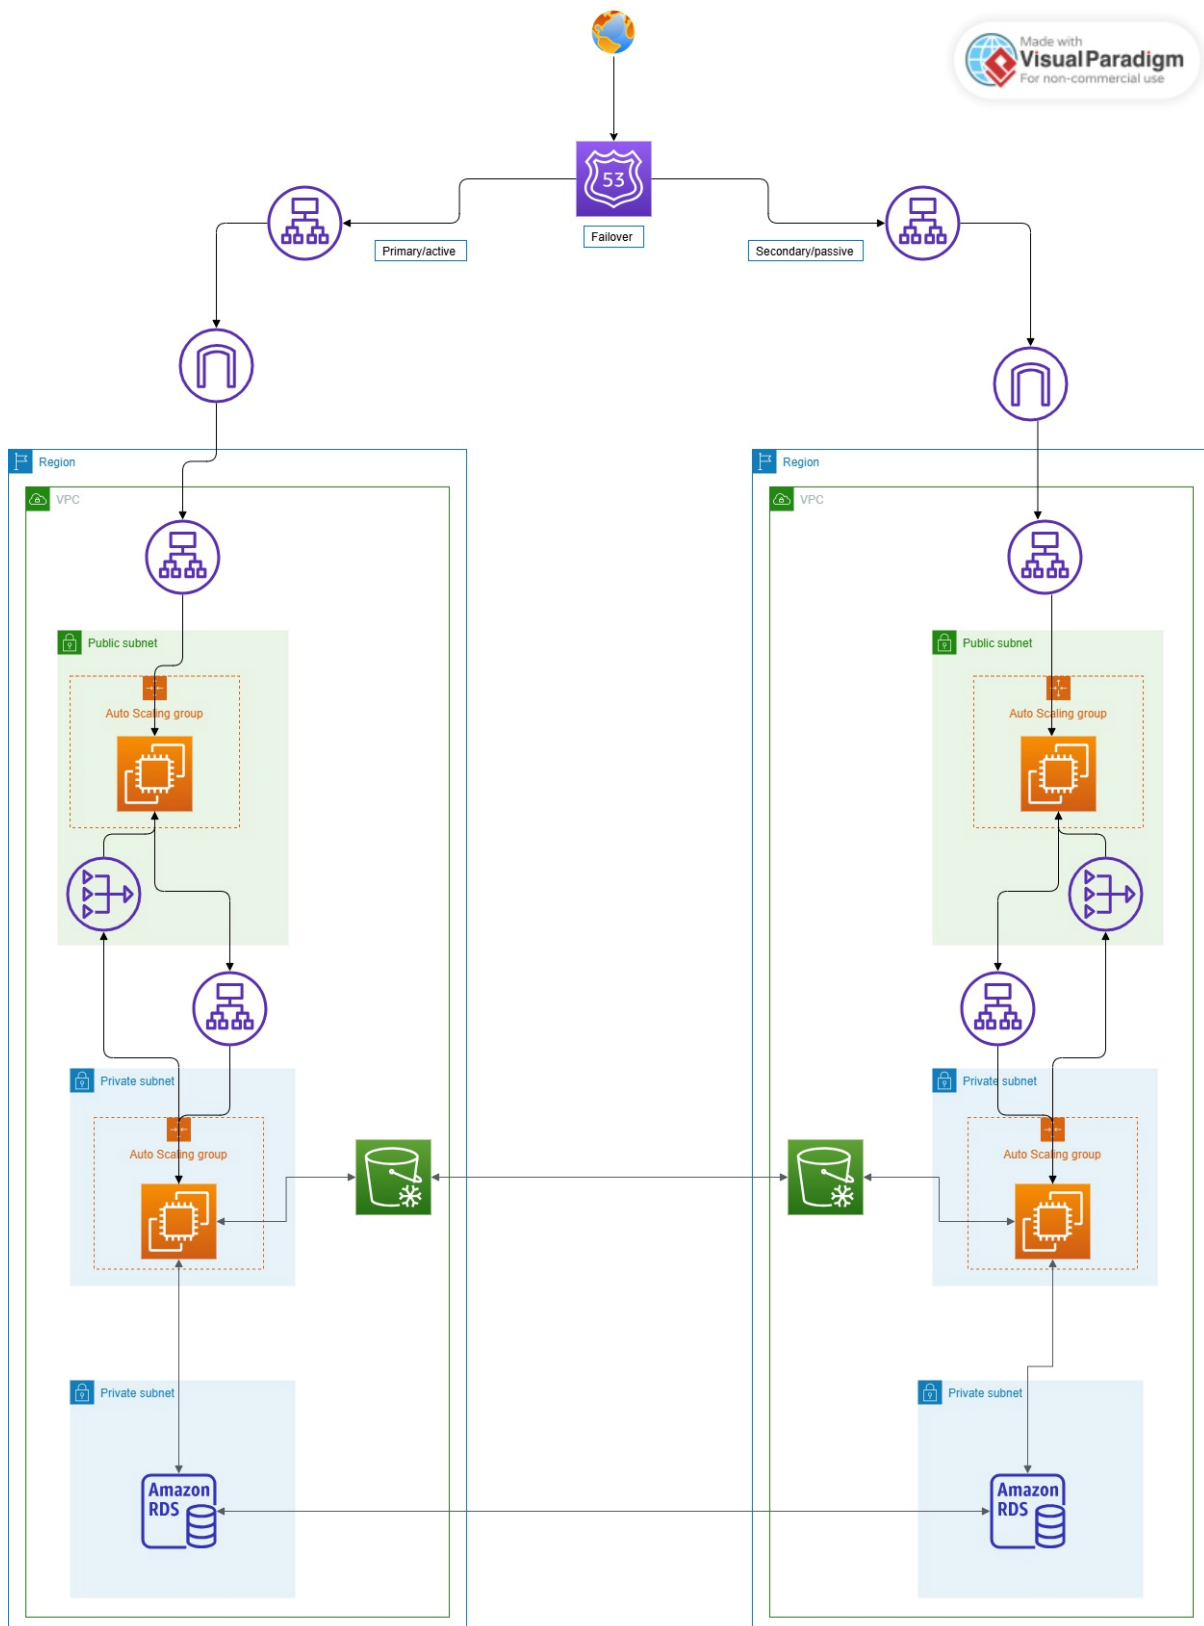 Made with
Visual Paradigm
For non-commercial use
53
Failover
Primary/active
Secondary/passive
Region
VPC
Public subnet
Auto Scaling group
Private subnet
Auto Scaling group
Private subnet
Amazon
RDS
Region
VPC
Public subnet
Auto Scaling group
Private subnet
Auto Scaling group
Private subnet
Amazon
RDS